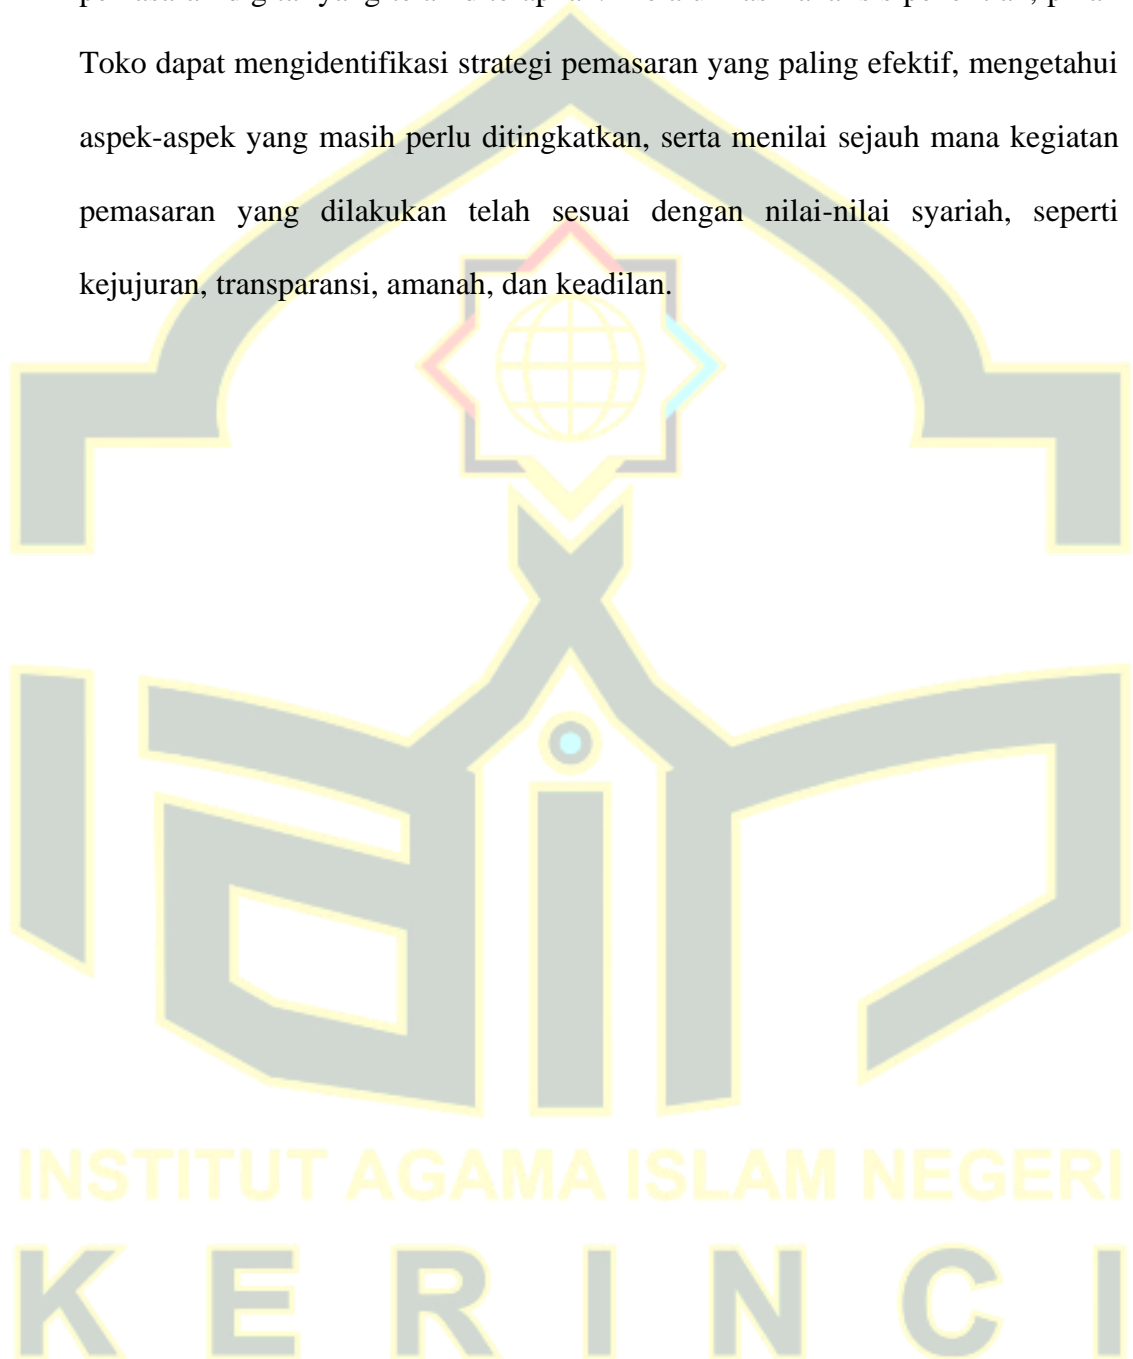 Toko dapat mengidentifikasi strategi pemasaran yang paling efektif, mengetahui
aspek-aspek yang masih perlu ditingkatkan, serta menilai sejauh mana kegiatan
pemasaran yang dilakukan telah sesuai dengan nilai-nilai syariah, seperti
kejujuran, transparansi, amanah, dan keadilan.
iain
INSTITUT AGAMA ISLAM NEGERI
KERINCI